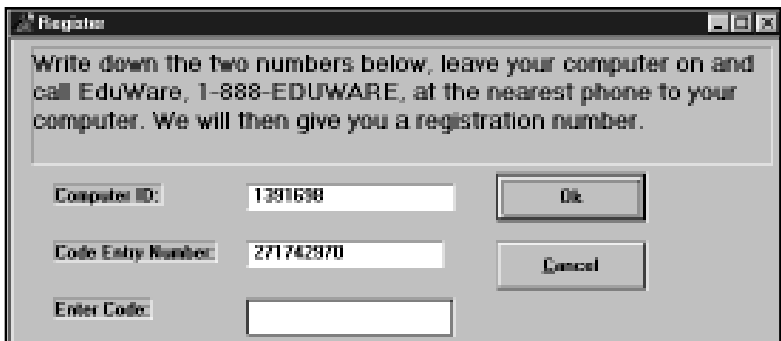 Register
Write down the two numbers below, leave your computer on and
call EduWare, 1-888-EDUWARE, at the nearest phone to your
computer. We will then give you a registration number.
Computer ID: 1391698 Ok
Code Entry Number: 271742970 Cancel
Enter Code: